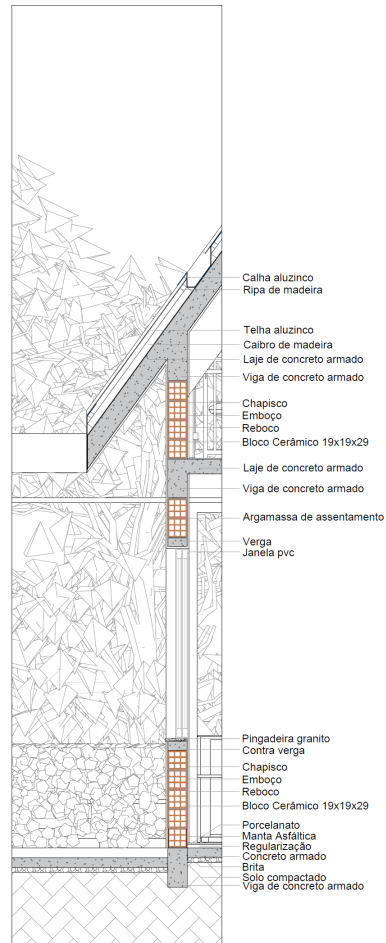 Calha aluzinco
Ripa de madeira
Telha aluzinco
Caibro de madeira
Laje de concreto armado
Viga de concreto armado
Chapisco
Emboço
Reboco
Bloco Cerâmico 19x19x29
Laje de concreto armado
Viga de concreto armado
Argamassa de assentamento
Verga
Janela pvc
Pingadeira granito
Contra verga
Chapisco
Emboço
Reboco
Bloco Cerâmico 19x19x29
Porcelanato
Manta Asfáltica
Regularização
Concreto armado
Brita
Solo compactado
Viga de concreto armado